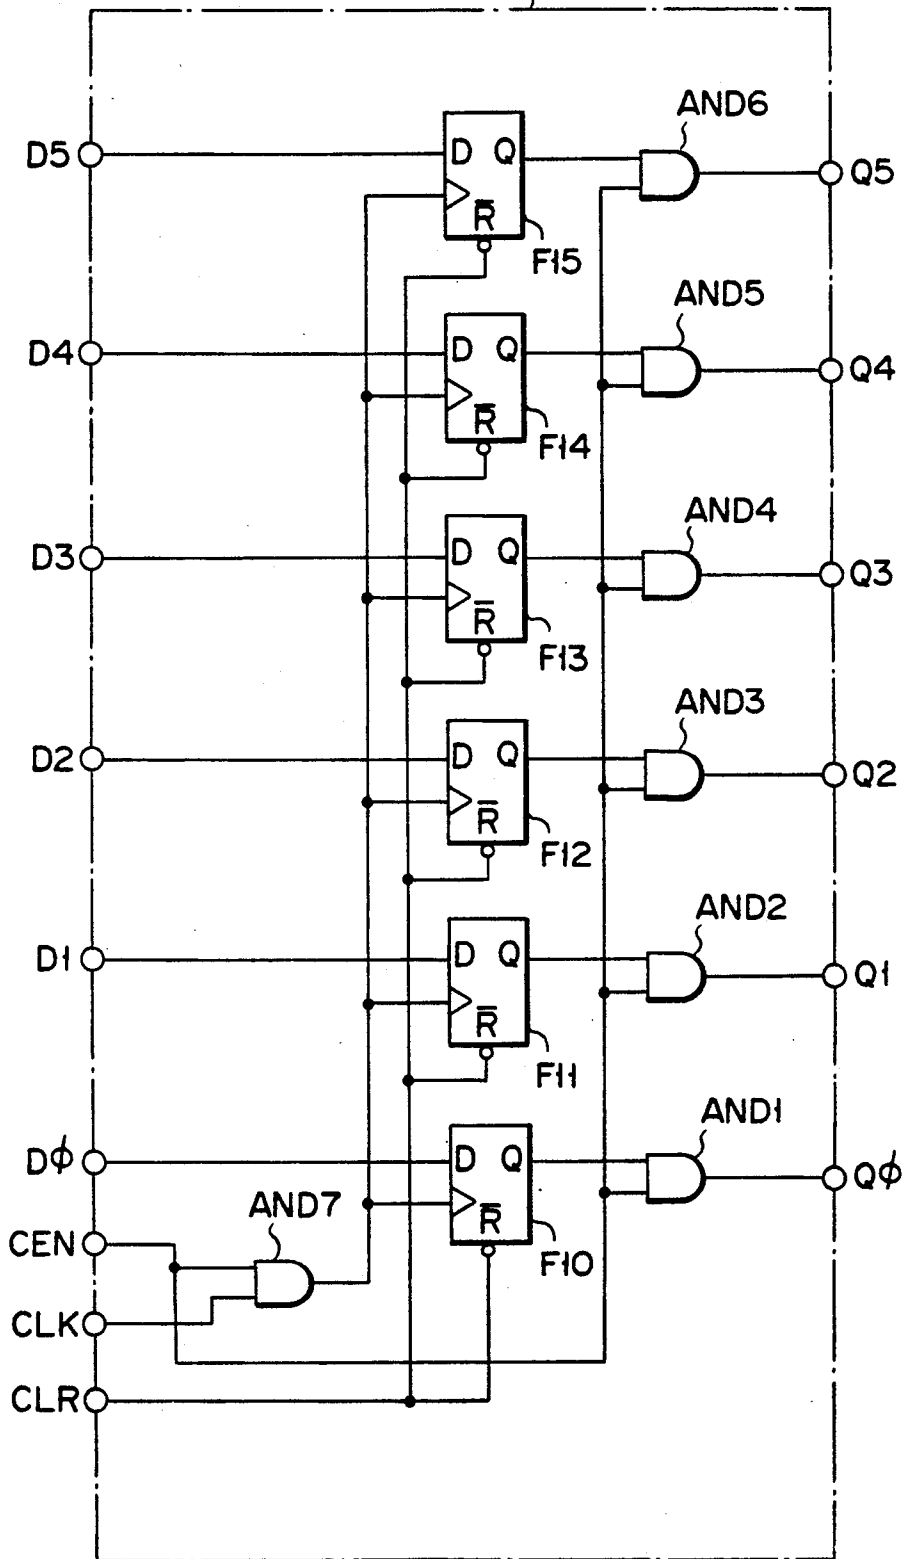 AND6
D5 D Q Q5
R̅
F15
AND5
D4 D Q Q4
R̅
F14
AND4
D3 D Q Q3
R̅
F13
AND3
D2 D Q Q2
R̅
F12
AND2
D1 D Q Q1
R̅
F11
AND1
Dϕ D Q Qϕ
AND7
R̅
CEN
F10
CLK
CLR